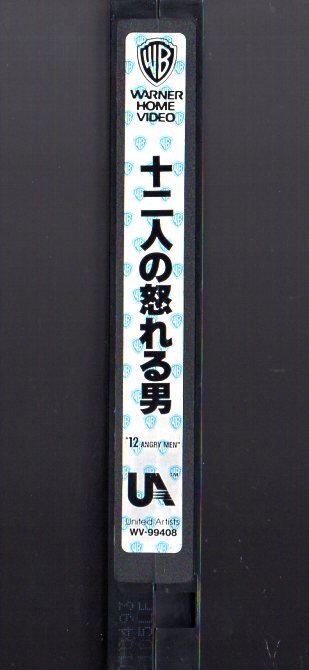 WB
WARNER
HOME
VIDEO
十二人の怒れる男
"12 ANGRY MEN"
UA™
United Artists
WV-99408